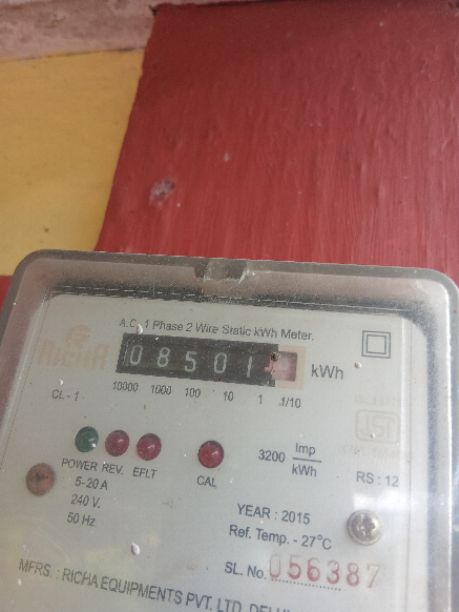 A.C. 1 Phase 2 Wire Static kWh Meter.
RICHA
08501 kWh
10000 1000 100 10 1 1/10
CL - 1
3200 Imp/kWh
POWER REV. EFLT CAL
RS : 12
5-20 A
240 V.
50 Hz
YEAR : 2015
Ref. Temp. - 27°C
SL. No. 056387
MFRS. : RICHA EQUIPMENTS PVT. LTD. DELHI